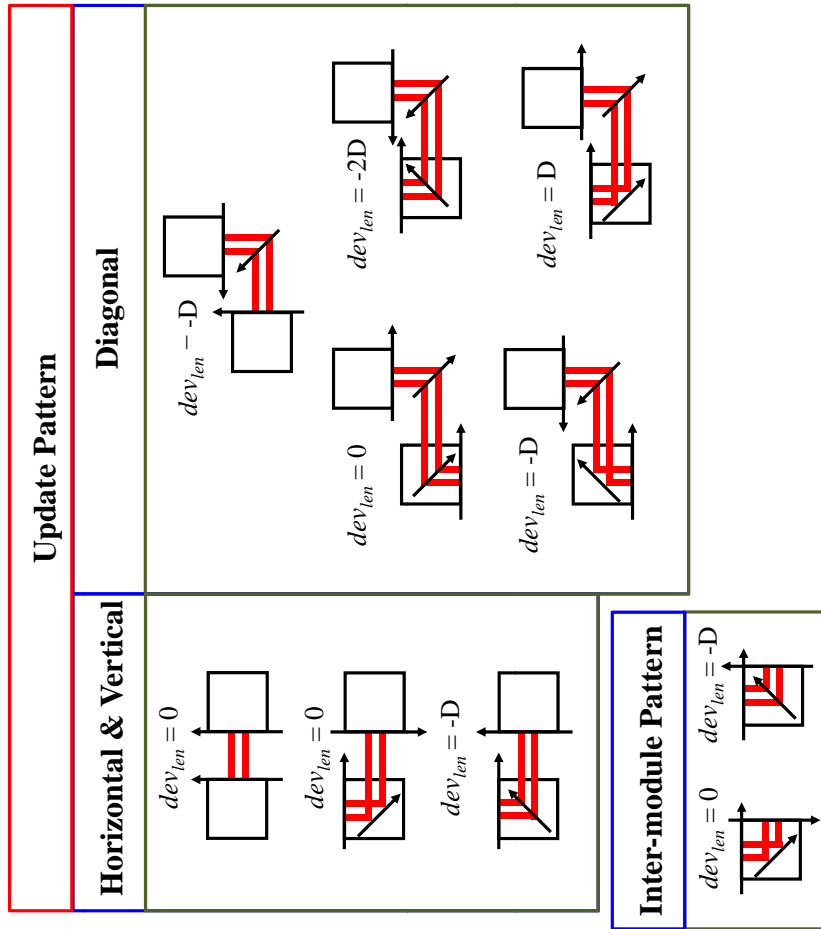 Update Pattern
Horizontal & Vertical
dev_len = 0
dev_len = 0
dev_len = -D
Diagonal
dev_len = -D
dev_len = 0
dev_len = -2D
dev_len = -D
dev_len = D
Inter-module Pattern
dev_len = 0
dev_len = -D